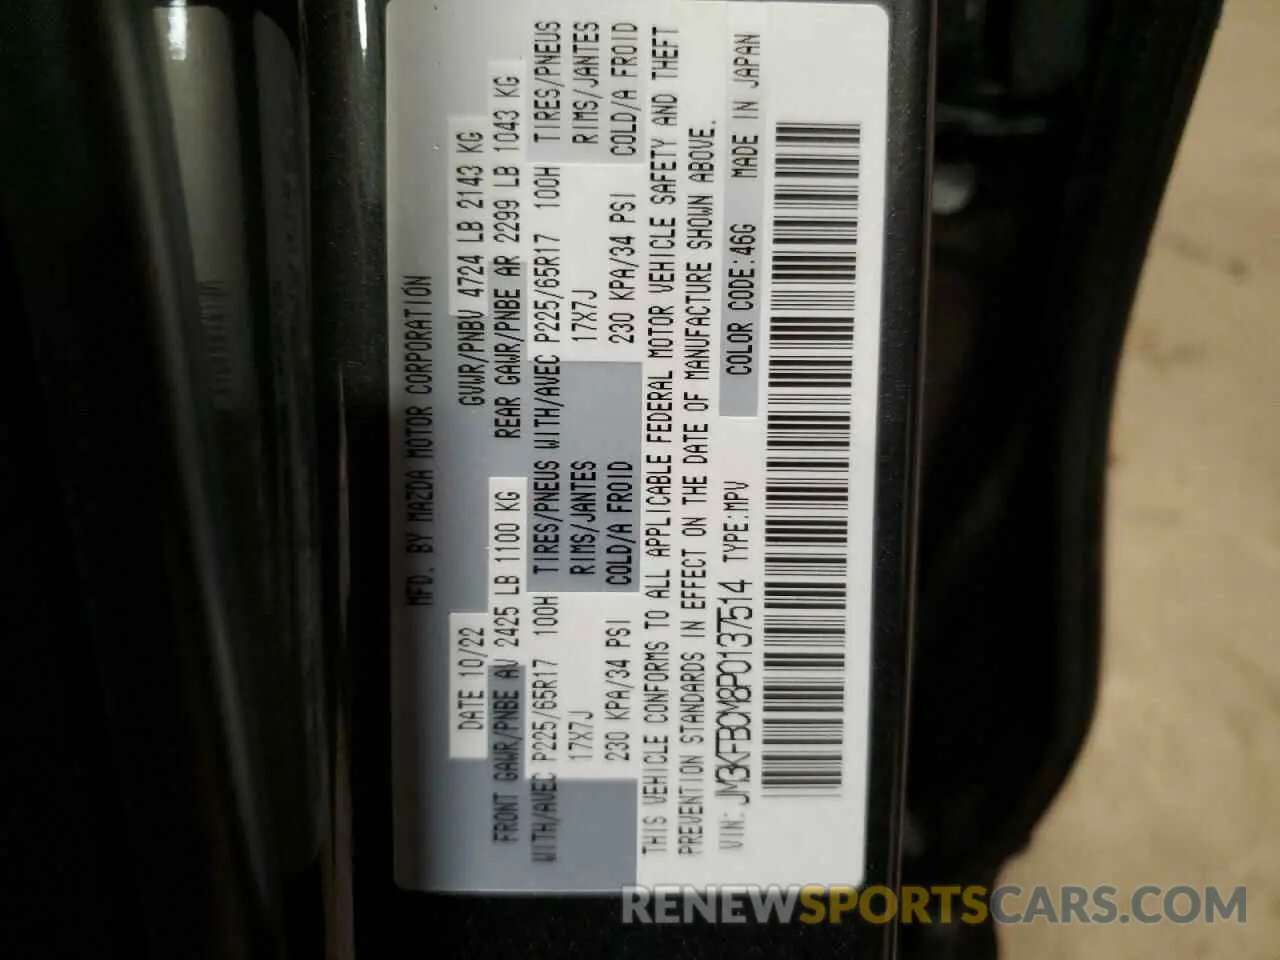 MFD. BY MAZDA MOTOR CORPORATION
DATE 10/22 GVWR/PNBV 4724 LB 2143 KG
FRONT GAWR/PNBE AV 2425 LB 1100 KG REAR GAWR/PNBE AR 2299 LB 1043 KG
WITH/AVEC P225/65R17 100H TIRES/PNEUS WITH/AVEC P225/65R17 100H TIRES/PNEUS
17X7J RIMS/JANTES 17X7J RIMS/JANTES
230 KPA/34 PSI COLD/A FROID 230 KPA/34 PSI COLD/A FROID
THIS VEHICLE CONFORMS TO ALL APPLICABLE FEDERAL MOTOR VEHICLE SAFETY AND THEFT
PREVENTION STANDARDS IN EFFECT ON THE DATE OF MANUFACTURE SHOWN ABOVE.
VIN: JM3KFBCM8P0137514 TYPE:MPV COLOR CODE:46G MADE IN JAPAN
RENEWSPORTSCARS.COM